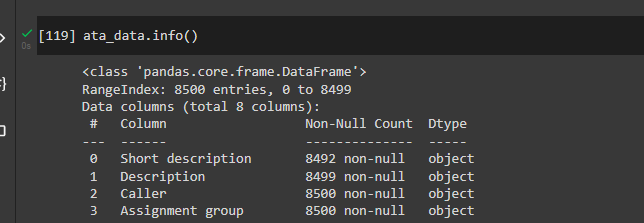 [119] ata_data.info()
0s
<class 'pandas.core.frame.DataFrame'>
RangeIndex: 8500 entries, 0 to 8499
Data columns (total 8 columns):
 #   Column             Non-Null Count  Dtype
---  ------             --------------  -----
 0   Short description  8492 non-null   object
 1   Description        8499 non-null   object
 2   Caller             8500 non-null   object
 3   Assignment group   8500 non-null   object